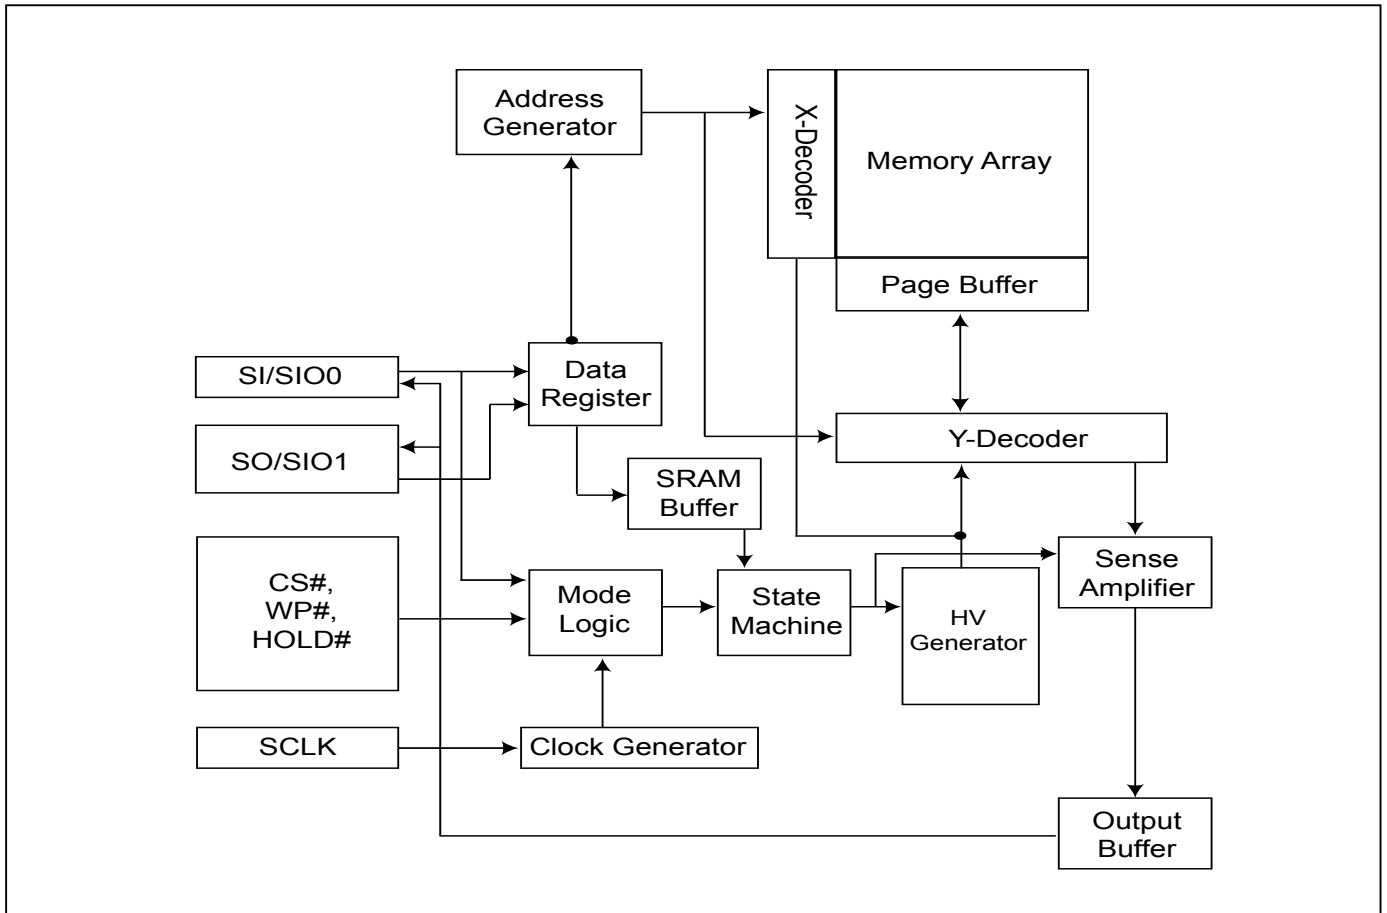 Address
Generator
X-Decoder
Memory Array
Page Buffer
SI/SIO0
Data
Register
Y-Decoder
SO/SIO1
SRAM
Buffer
CS#,
WP#,
HOLD#
Mode
Logic
State
Machine
HV
Generator
Sense
Amplifier
SCLK
Clock Generator
Output
Buffer